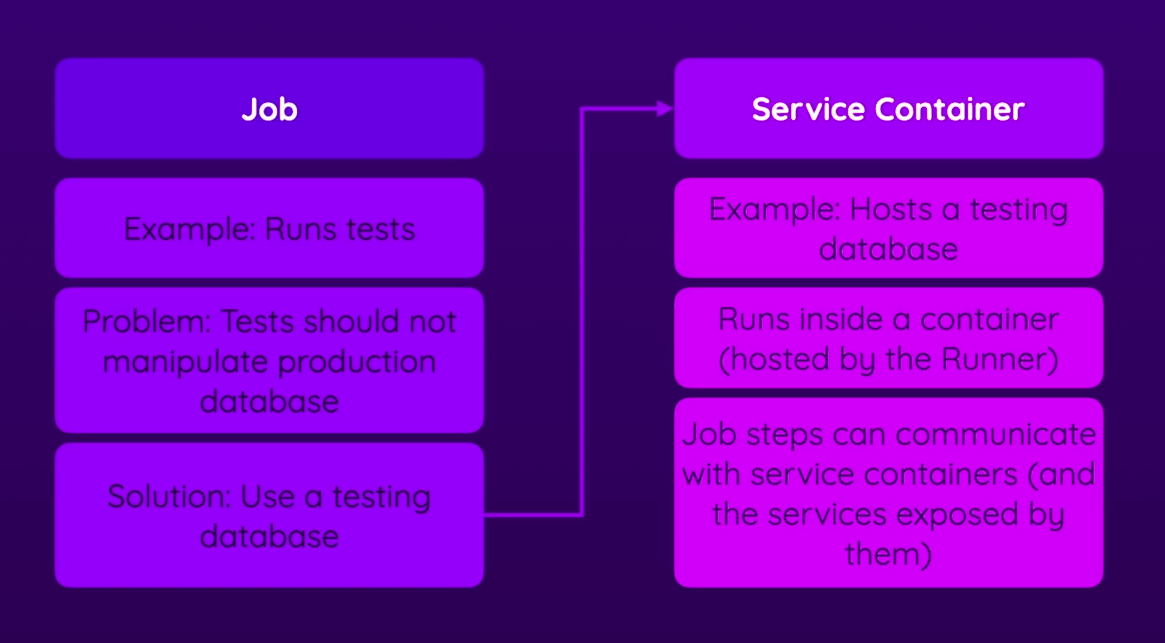 Job
Example: Runs tests
Problem: Tests should not
manipulate production
database
Solution: Use a testing
database
Service Container
Example: Hosts a testing
database
Runs inside a container
(hosted by the Runner)
Job steps can communicate
with service containers (and
the services exposed by
them)